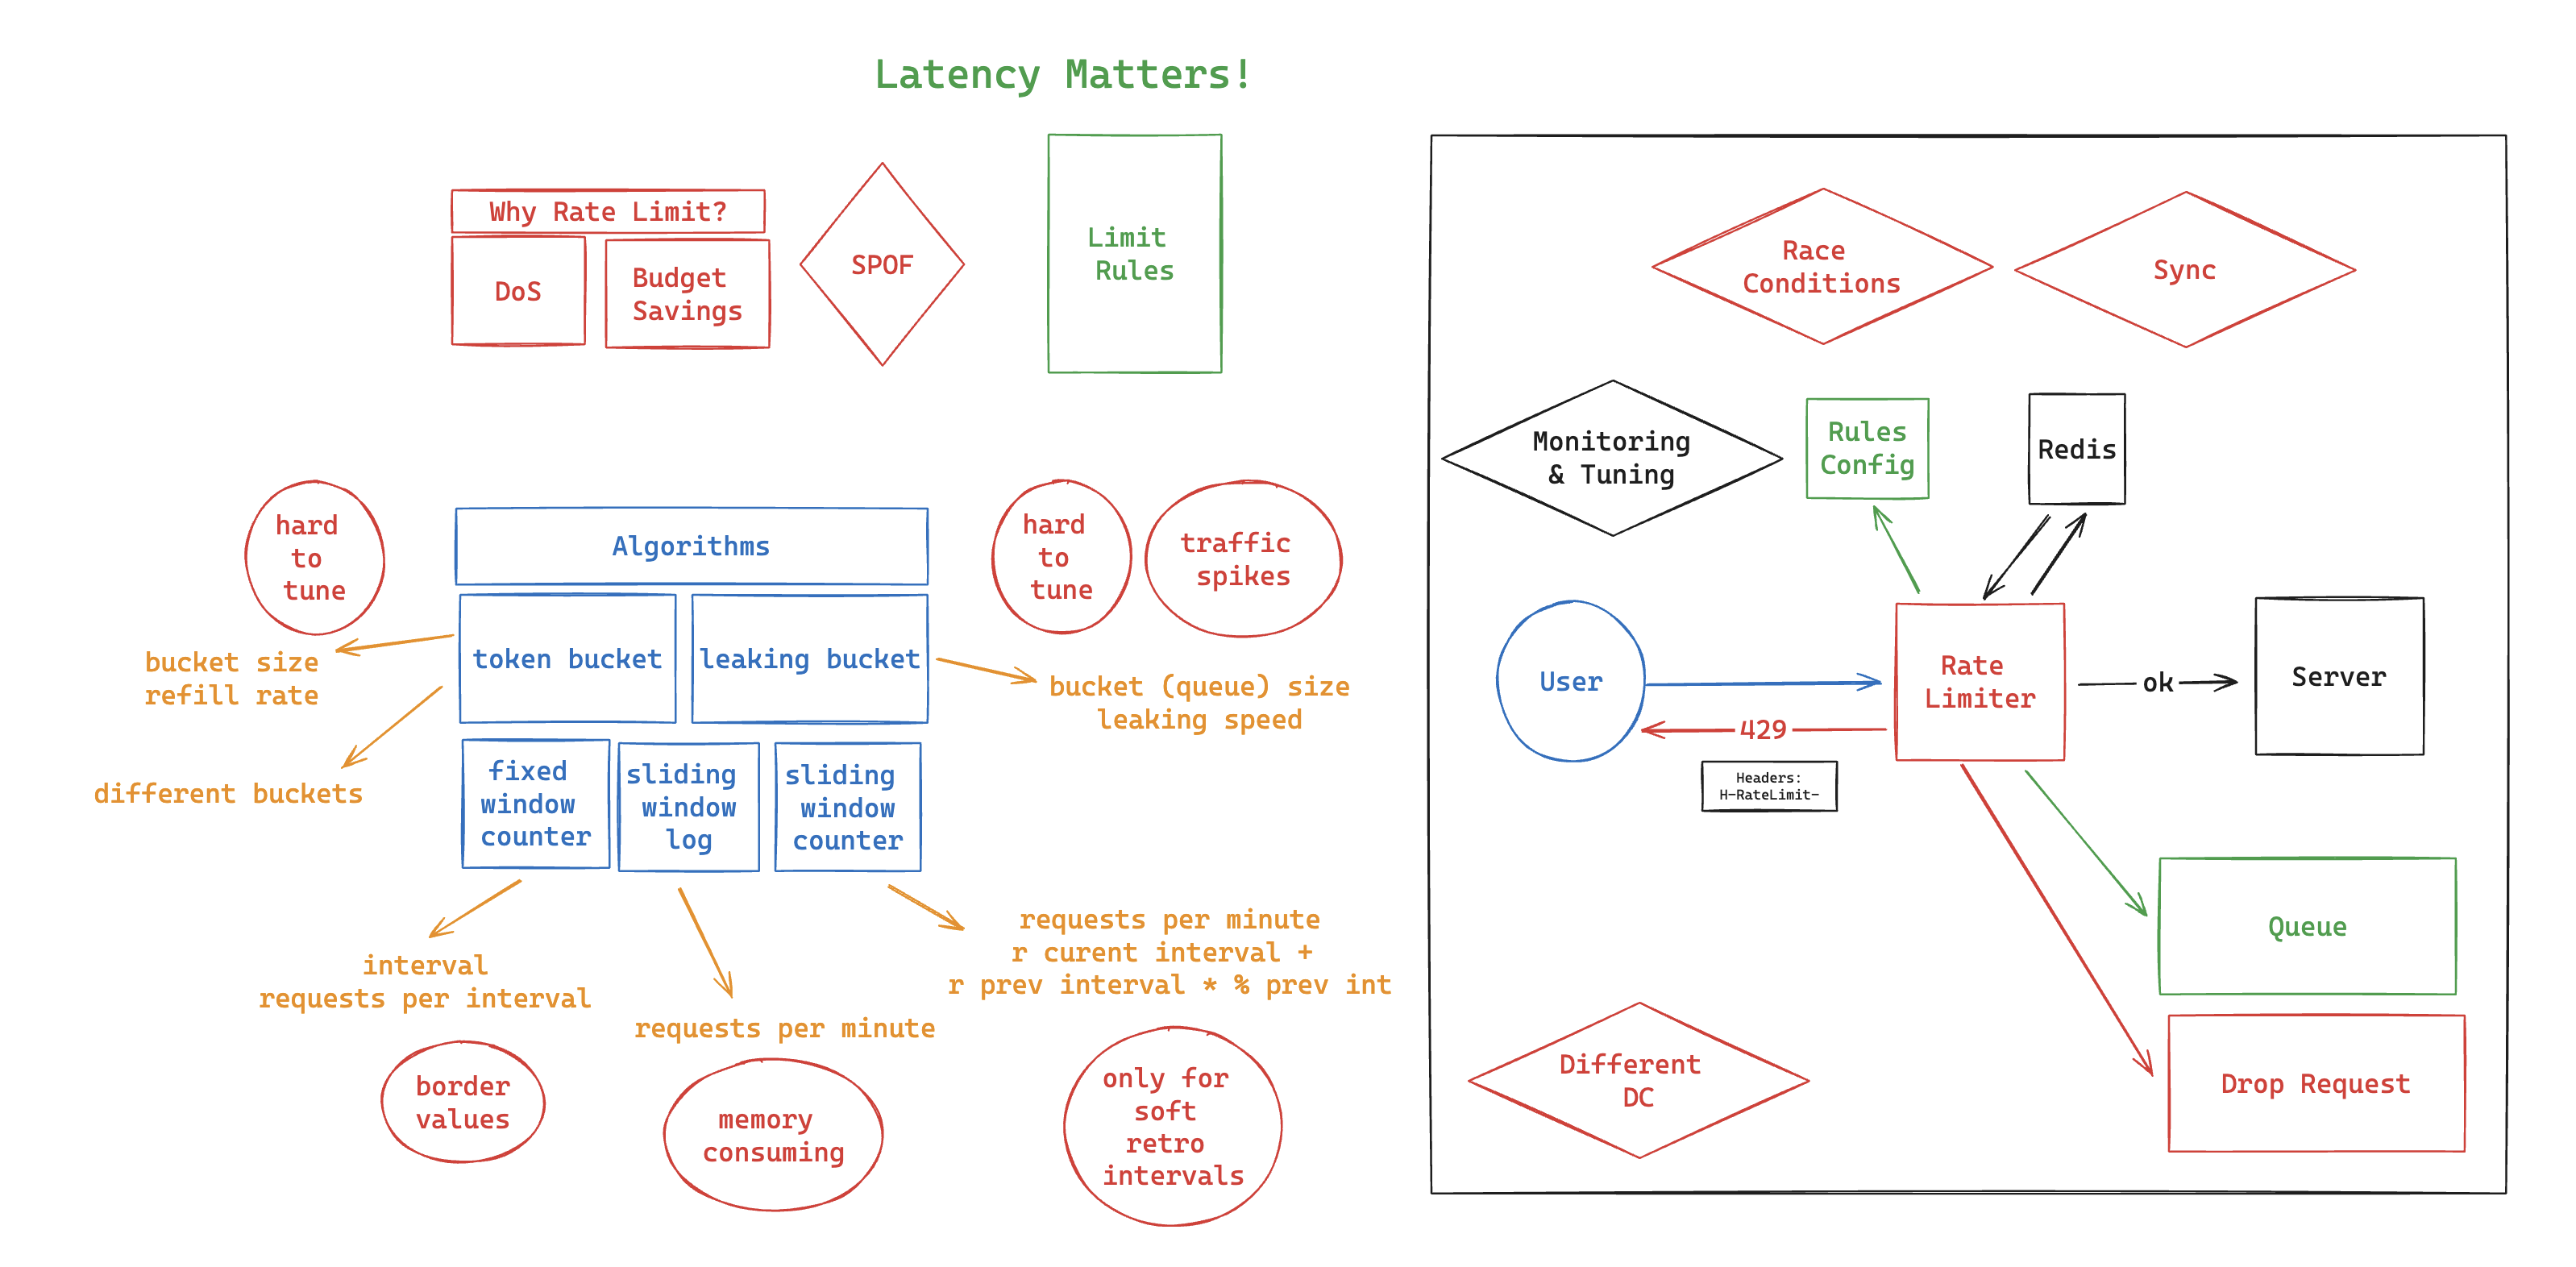 Latency Matters!
Why Rate Limit?
DoS
Budget
Savings
SPOF
Limit
Rules
hard
to
tune
Algorithms
token bucket
leaking bucket
hard
to
tune
traffic
spikes
bucket size
refill rate
different buckets
bucket (queue) size
leaking speed
fixed
window
counter
sliding
window
log
sliding
window
counter
interval
requests per interval
requests per minute
requests per minute
r curent interval +
r prev interval * % prev int
border
values
memory
consuming
only for
soft
retro
intervals
Race
Conditions
Sync
Monitoring
& Tuning
Rules
Config
Redis
User
Rate
Limiter
ok
Server
429
Headers:
H-RateLimit-
Queue
Different
DC
Drop Request